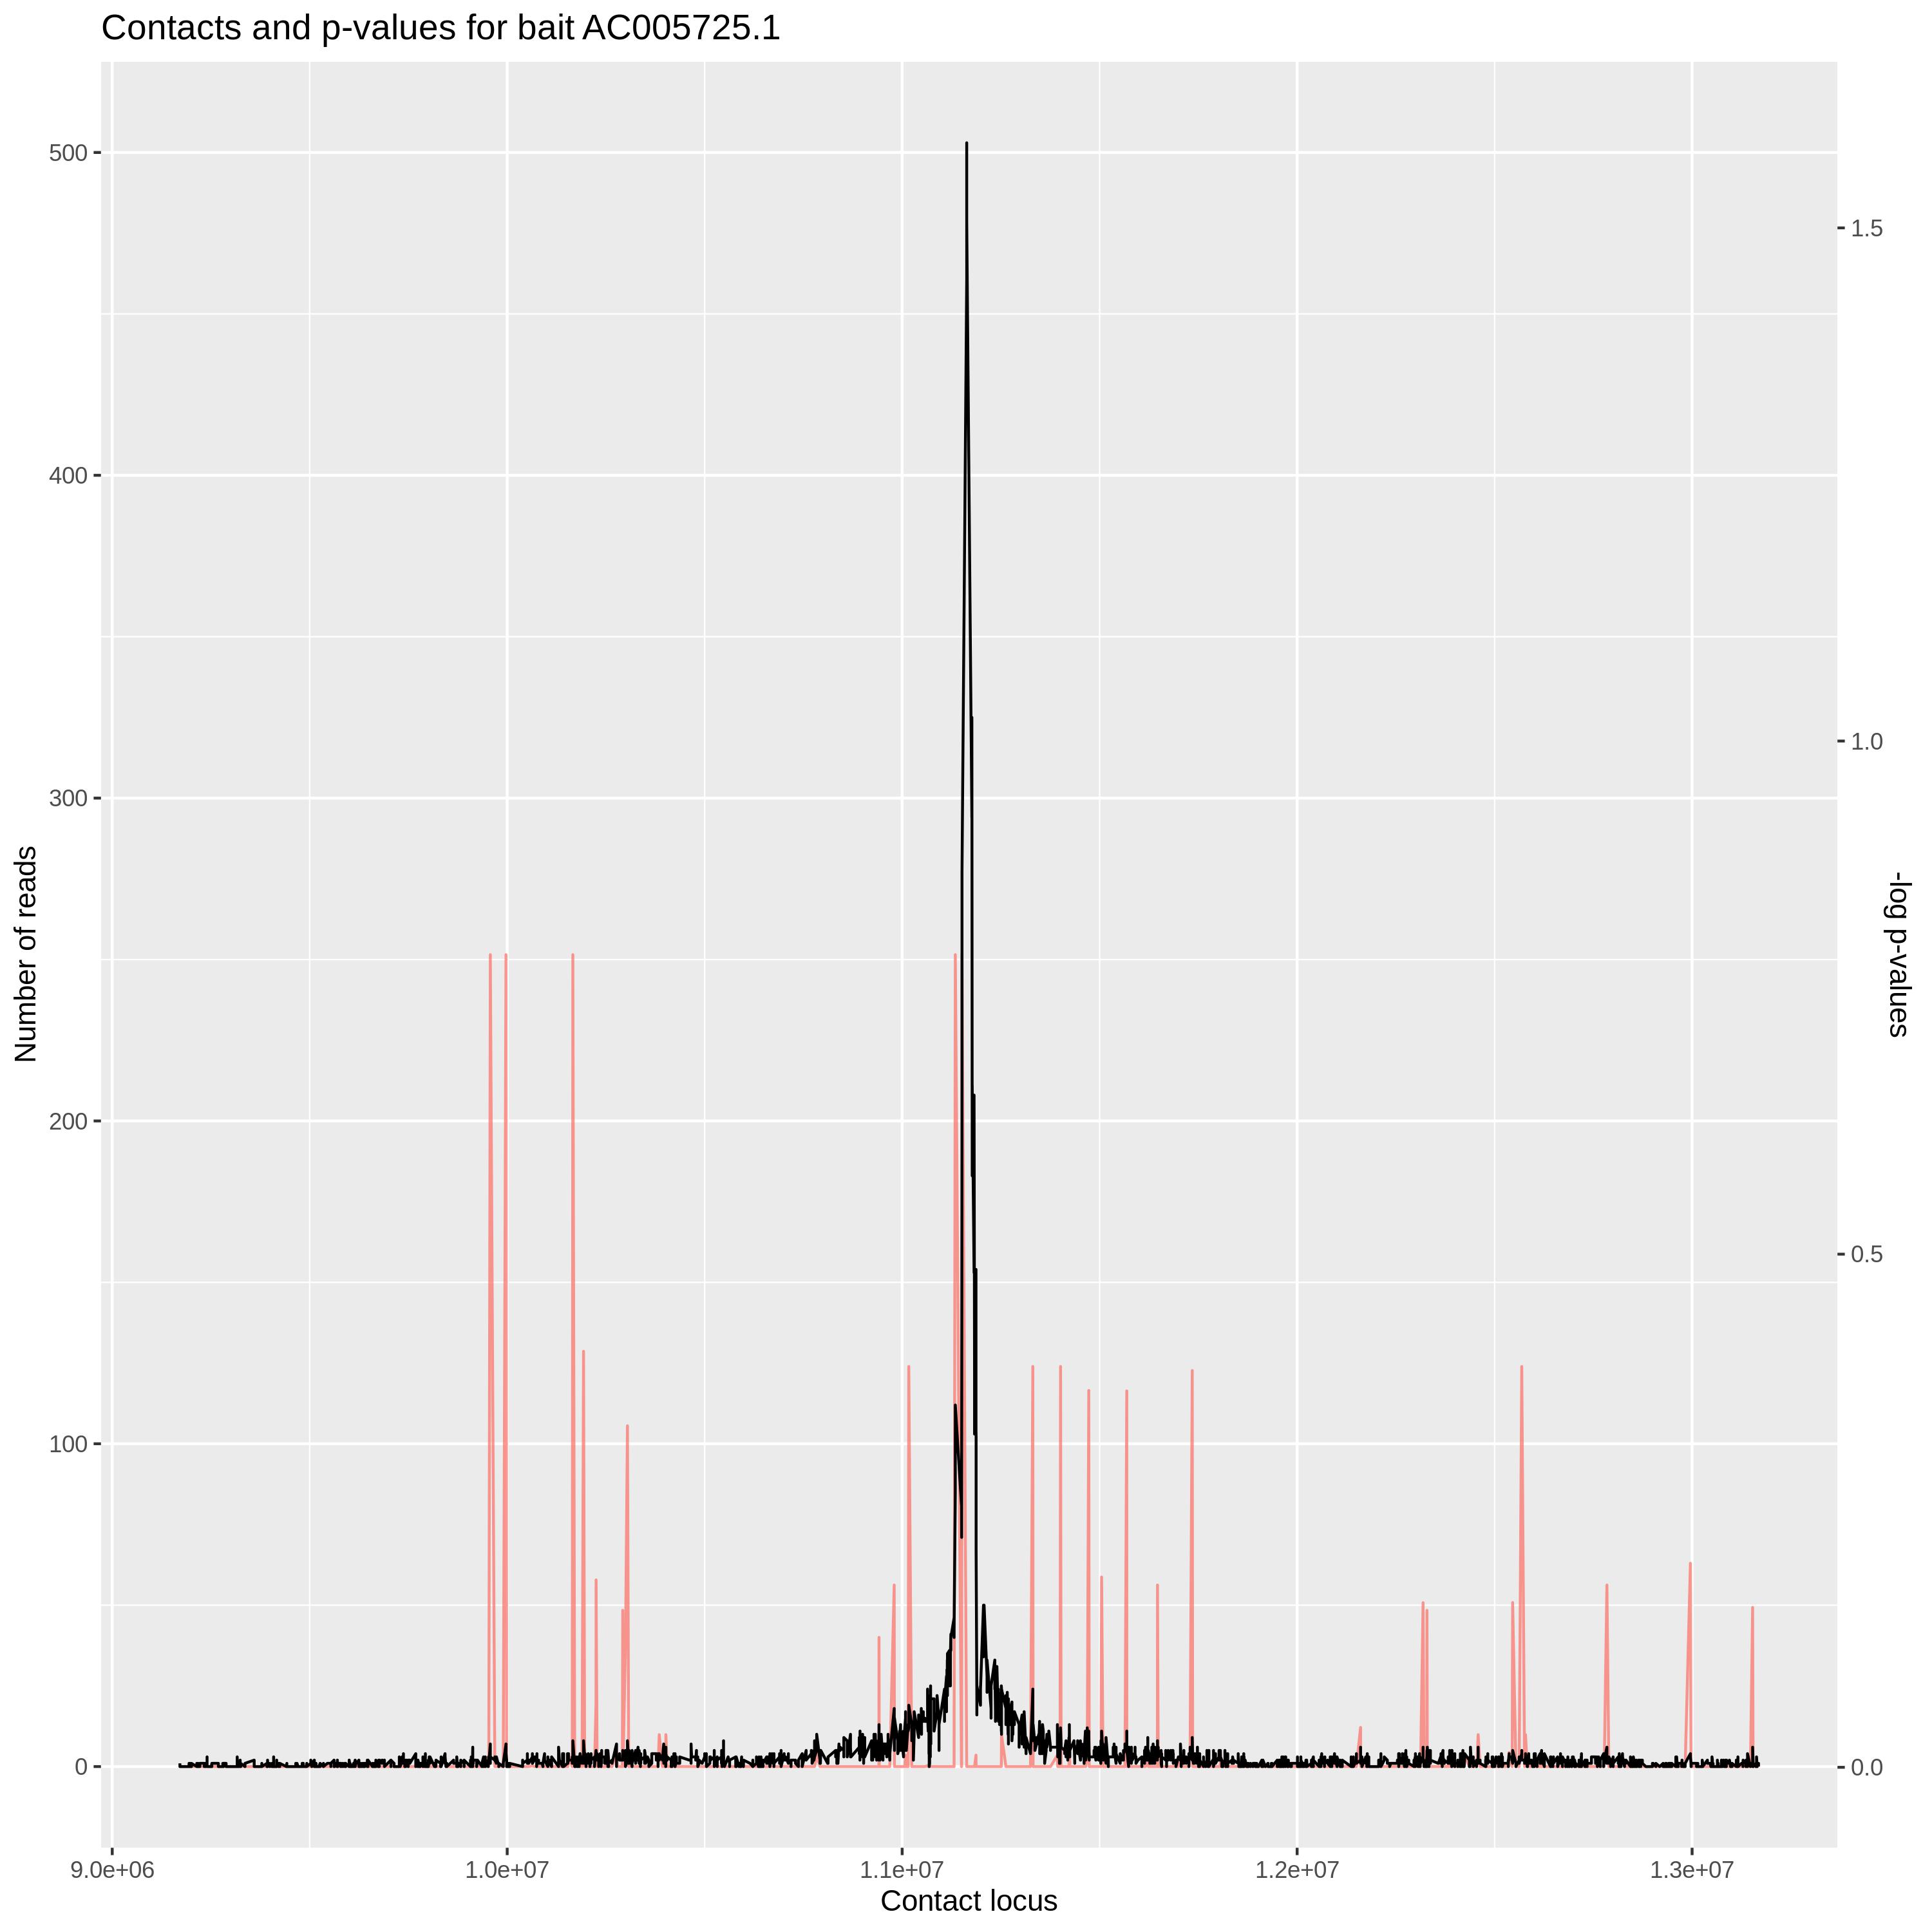 Contacts and p-values for bait AC005725.1
500
400
300
200
100
0
Number of reads
1.5
1.0
0.5
0.0
-log p-values
9.0e+06
1.0e+07
1.1e+07
1.2e+07
1.3e+07
Contact locus